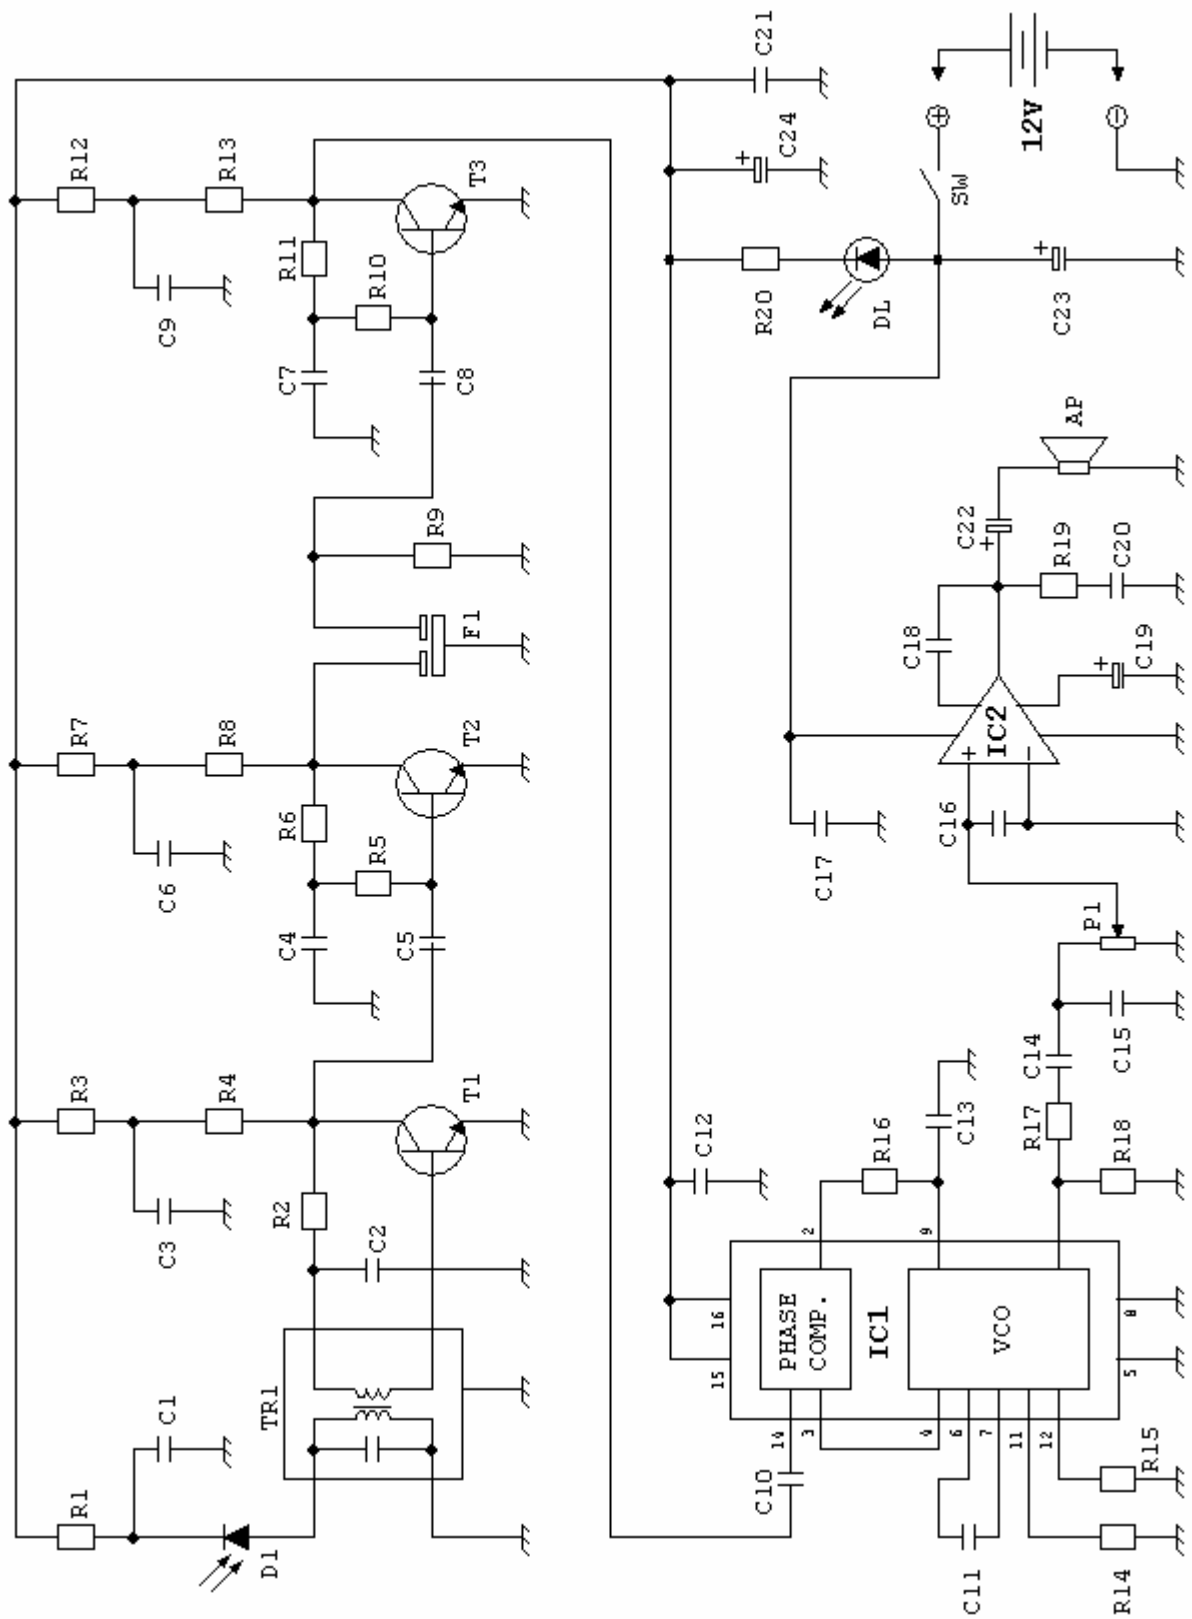 R1
C1
D1
TR1
R2
C2
R3
C3
R4
T1
C4
C5
R5
R6
C6
R7
R8
T2
F1
R9
C7
C8
R10
R11
C9
R12
R13
T3
C10
14
3
15
16
PHASE
COMP.
2
IC1
VCO
9
4
6
7
11
12
5
8
C11
R14
R15
C12
R16
C13
R17
R18
C14
C15
P1
C16
C17
+
−
IC2
C18
+
C19
R19
C20
+
C22
AP
R20
DL
+
C23
+
C24
C21
SW
+
−
12V